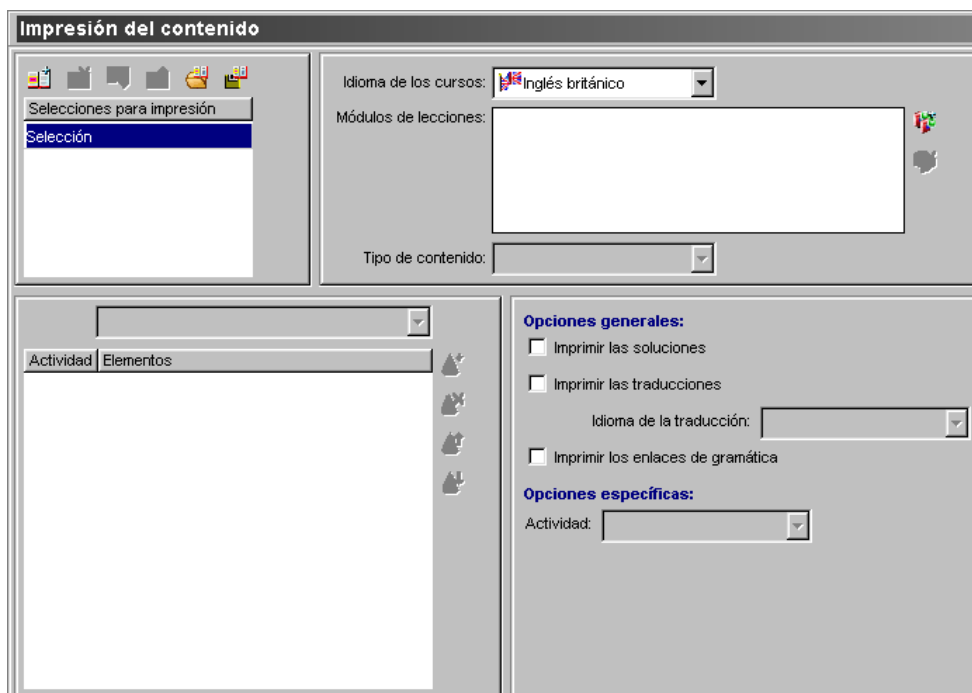 Impresión del contenido
Selecciones para impresión
Selección
Idioma de los cursos: Inglés británico
Módulos de lecciones:
Tipo de contenido:
Actividad Elementos
Opciones generales:
Imprimir las soluciones
Imprimir las traducciones
Idioma de la traducción:
Imprimir los enlaces de gramática
Opciones específicas:
Actividad: